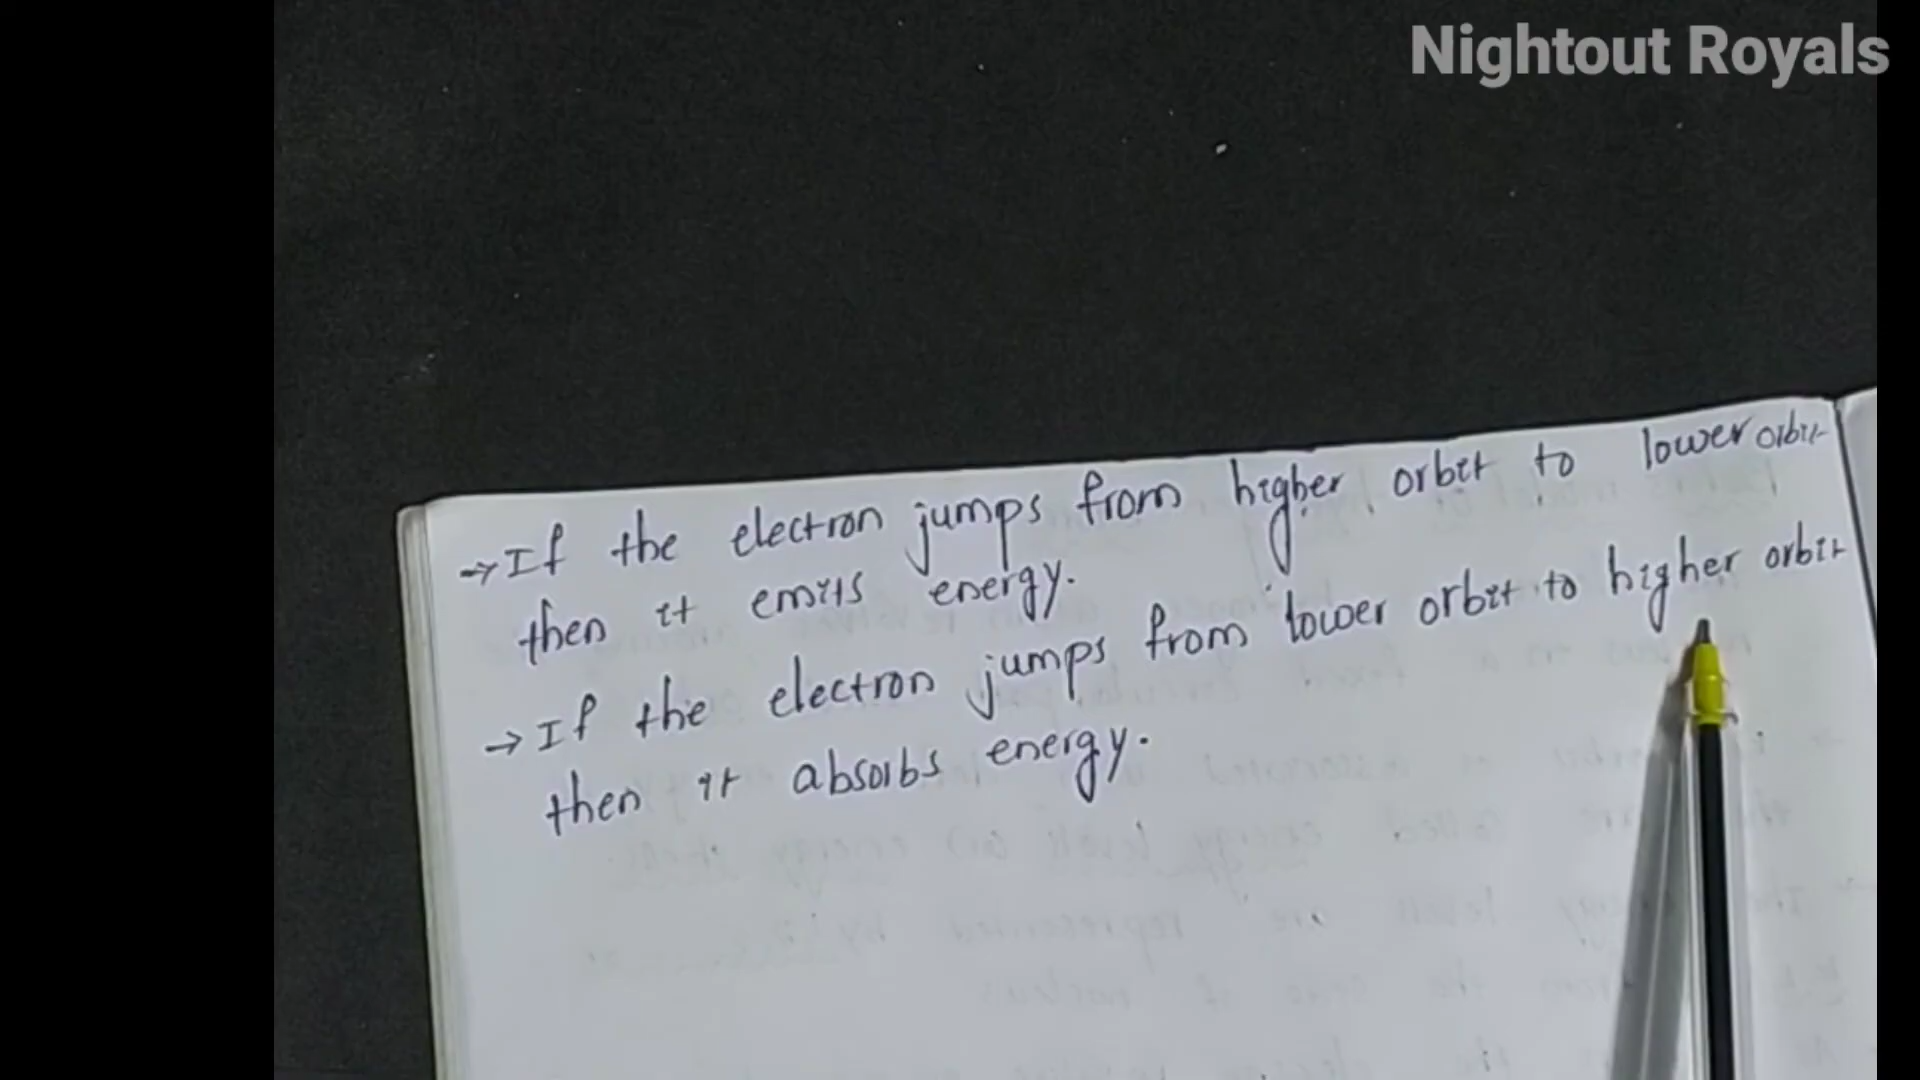 Nightout Royals
→ If the electron jumps from higher orbit to lower orbit
then it emits energy.
→ If the electron jumps from lower orbit to higher orbit
then it absorbs energy.